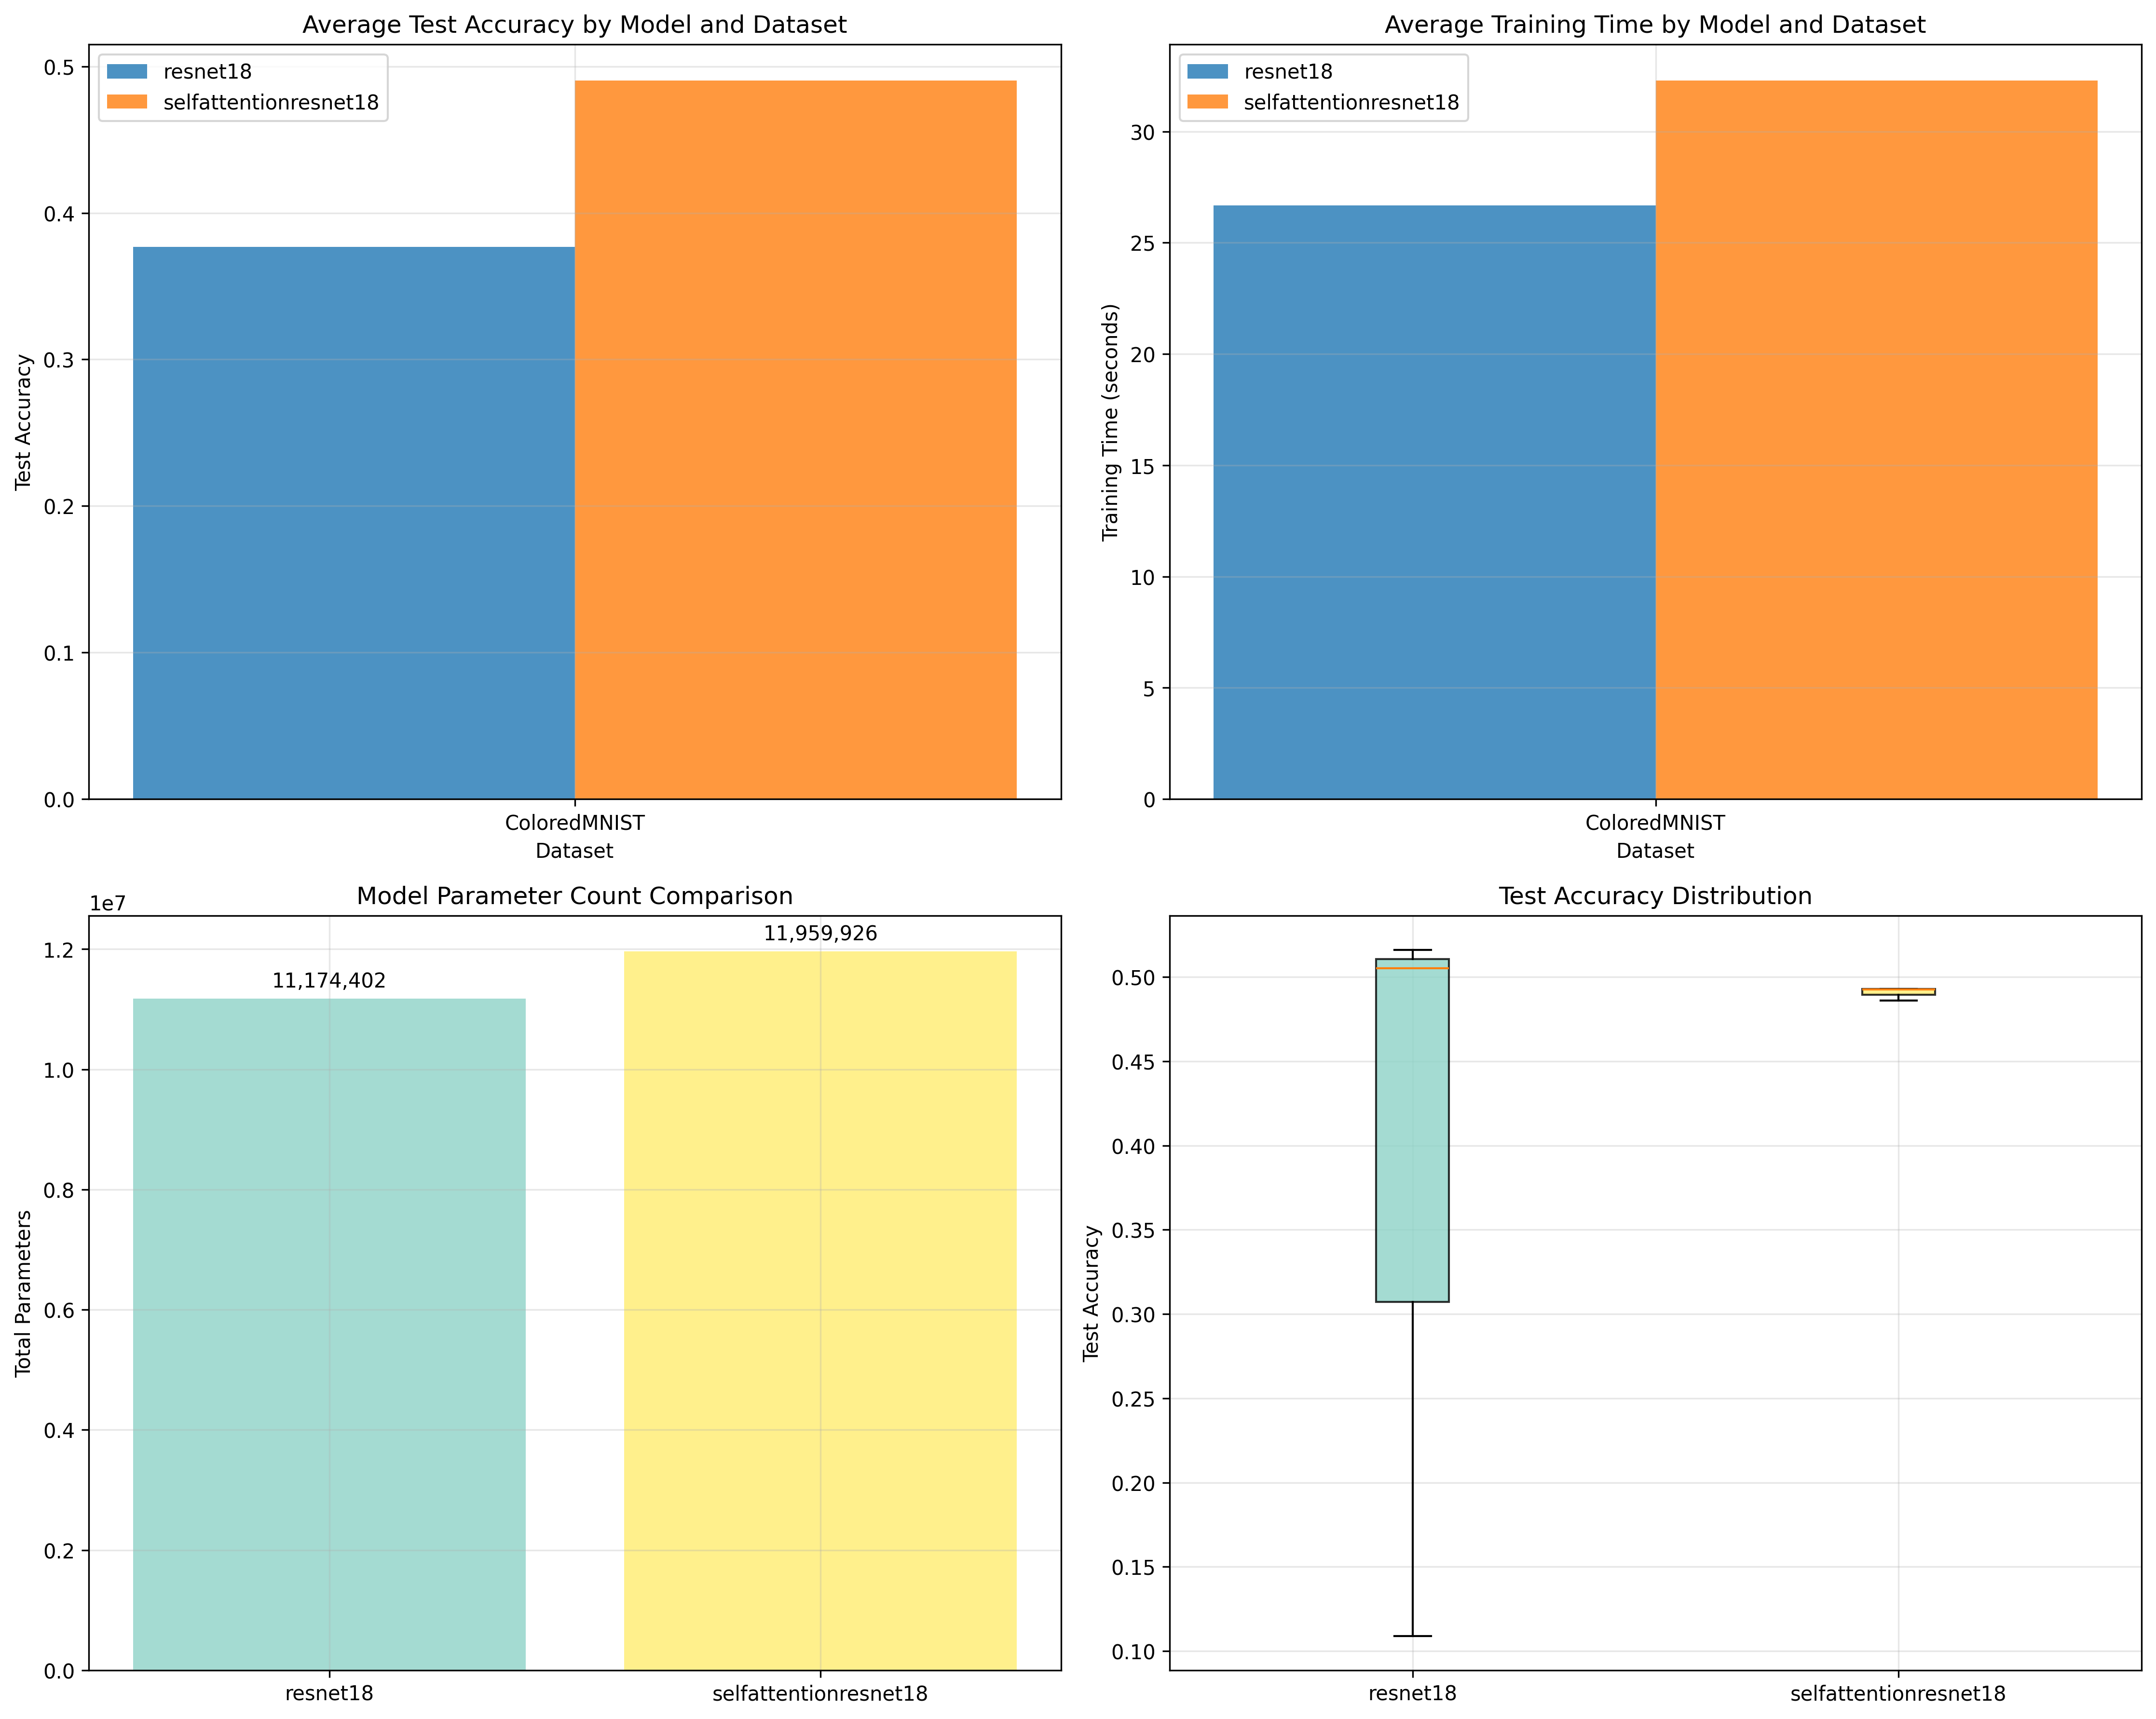 Average Test Accuracy by Model and Dataset
resnet18
selfattentionresnet18
Test Accuracy
0.5
0.4
0.3
0.2
0.1
0.0
ColoredMNIST
Dataset
Average Training Time by Model and Dataset
resnet18
selfattentionresnet18
Training Time (seconds)
30
25
20
15
10
5
0
ColoredMNIST
Dataset
Model Parameter Count Comparison
1e7
Total Parameters
1.2
1.0
0.8
0.6
0.4
0.2
0.0
11,174,402
11,959,926
resnet18
selfattentionresnet18
Test Accuracy Distribution
Test Accuracy
0.50
0.45
0.40
0.35
0.30
0.25
0.20
0.15
0.10
resnet18
selfattentionresnet18